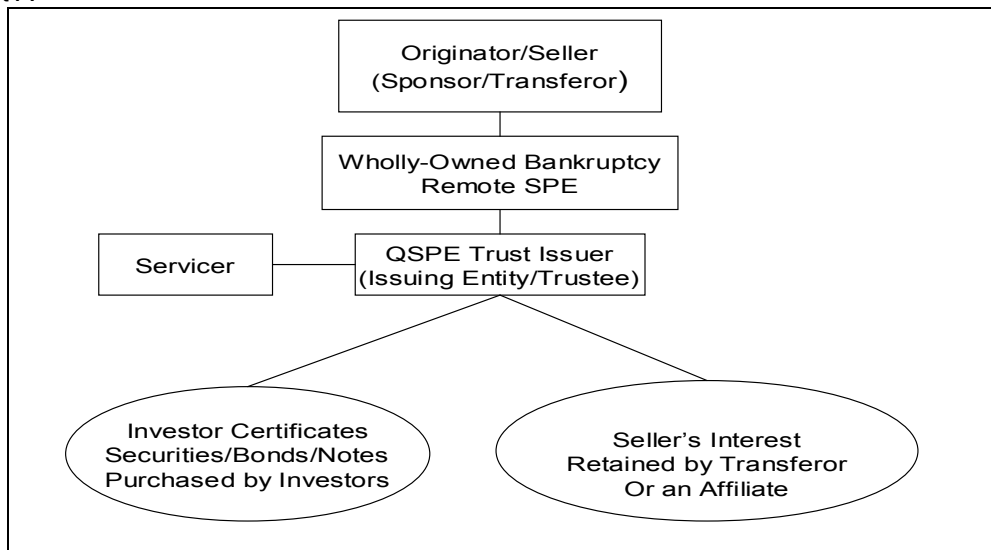 Originator/Seller
(Sponsor/Transferor)
Wholly-Owned Bankruptcy
Remote SPE
Servicer
QSPE Trust Issuer
(Issuing Entity/Trustee)
Investor Certificates
Securities/Bonds/Notes
Purchased by Investors
Seller's Interest
Retained by Transferor
Or an Affiliate